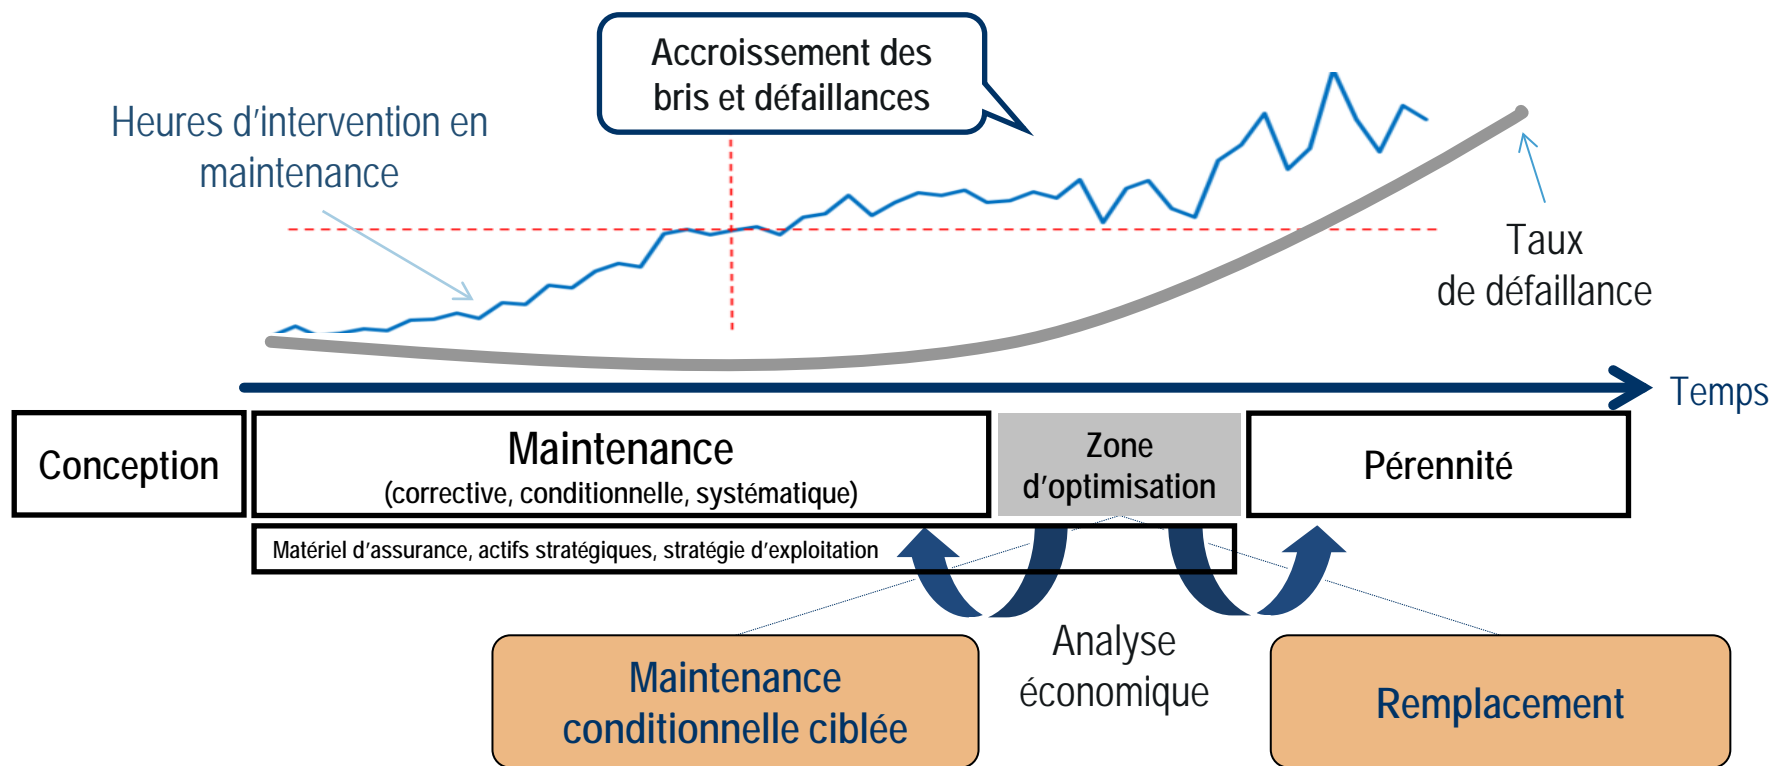 Accroissement des
bris et défaillances
Heures d'intervention en
maintenance
Taux
de défaillance
Temps
Conception
Maintenance
(corrective, conditionnelle, systématique)
Zone
d'optimisation
Pérennité
Matériel d'assurance, actifs stratégiques, stratégie d'exploitation
Analyse
économique
Maintenance
conditionnelle ciblée
Remplacement